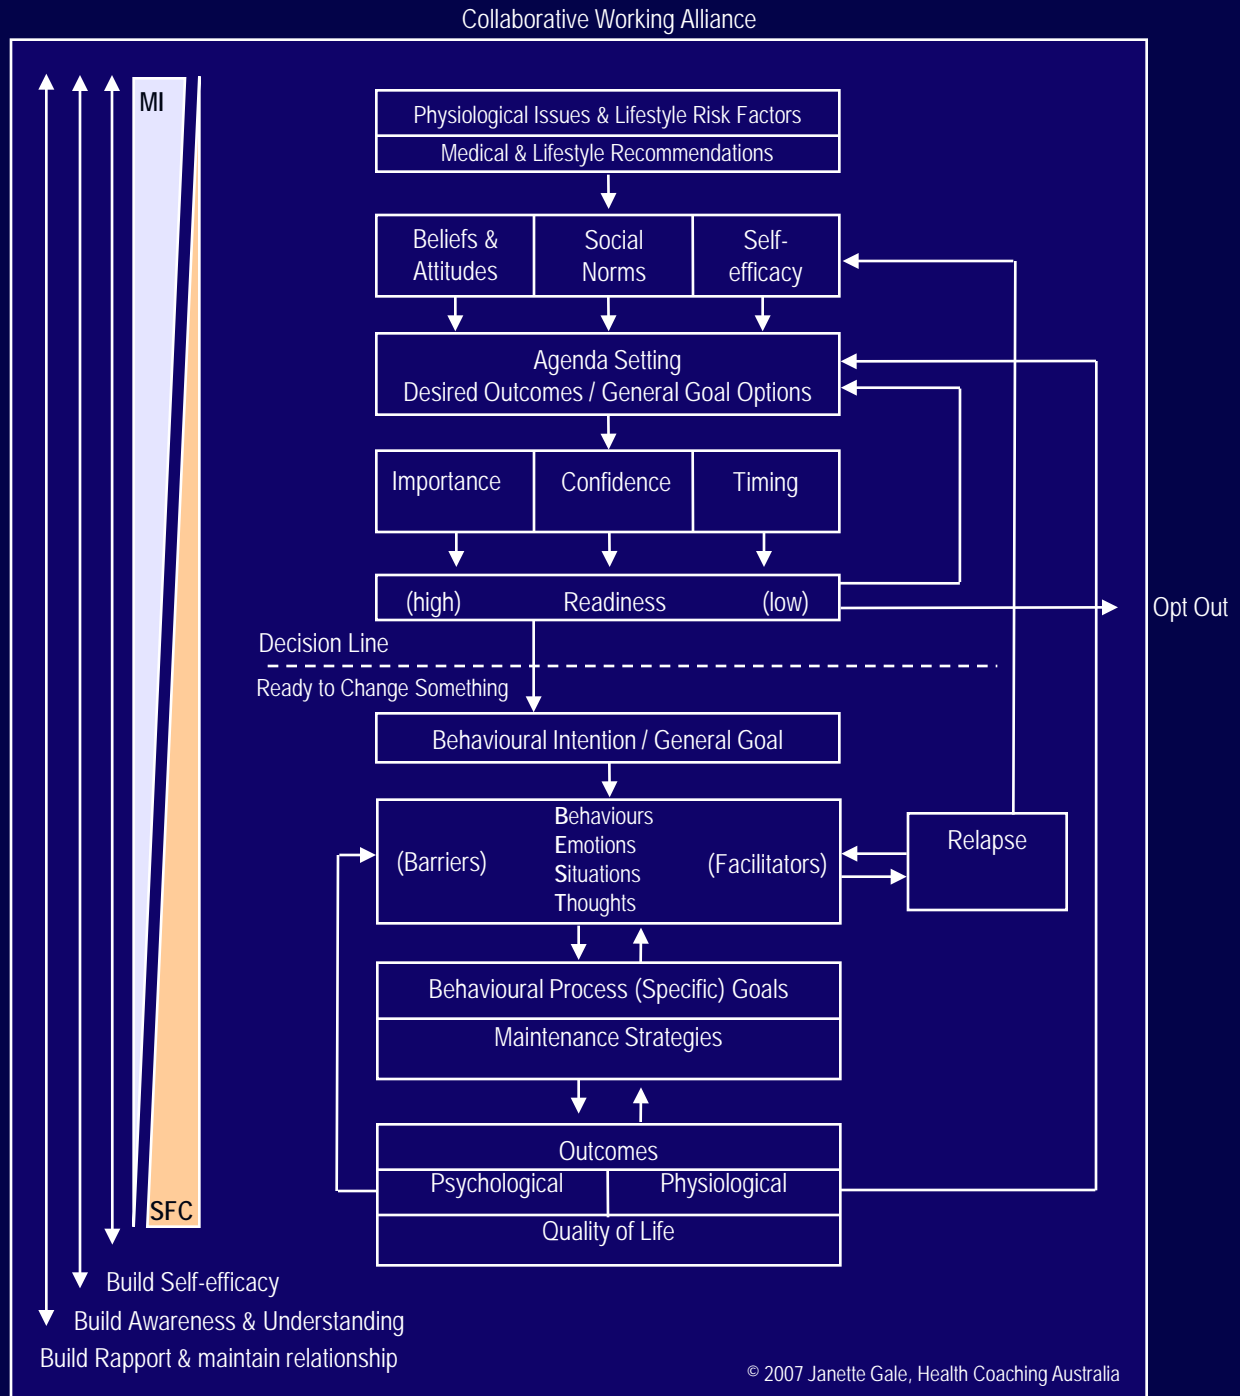 Collaborative Working Alliance
MI
Physiological Issues & Lifestyle Risk Factors
Medical & Lifestyle Recommendations
Beliefs &
Attitudes
Social
Norms
Self-
efficacy
Agenda Setting
Desired Outcomes / General Goal Options
Importance
Confidence
Timing
(high)
Readiness
(low)
Opt Out
Decision Line
Ready to Change Something
Behavioural Intention / General Goal
(Barriers)
Behaviours
Emotions
Situations
Thoughts
(Facilitators)
Relapse
Behavioural Process (Specific) Goals
Maintenance Strategies
Outcomes
Psychological
Physiological
Quality of Life
SFC
Build Self-efficacy
Build Awareness & Understanding
Build Rapport & maintain relationship
© 2007 Janette Gale, Health Coaching Australia